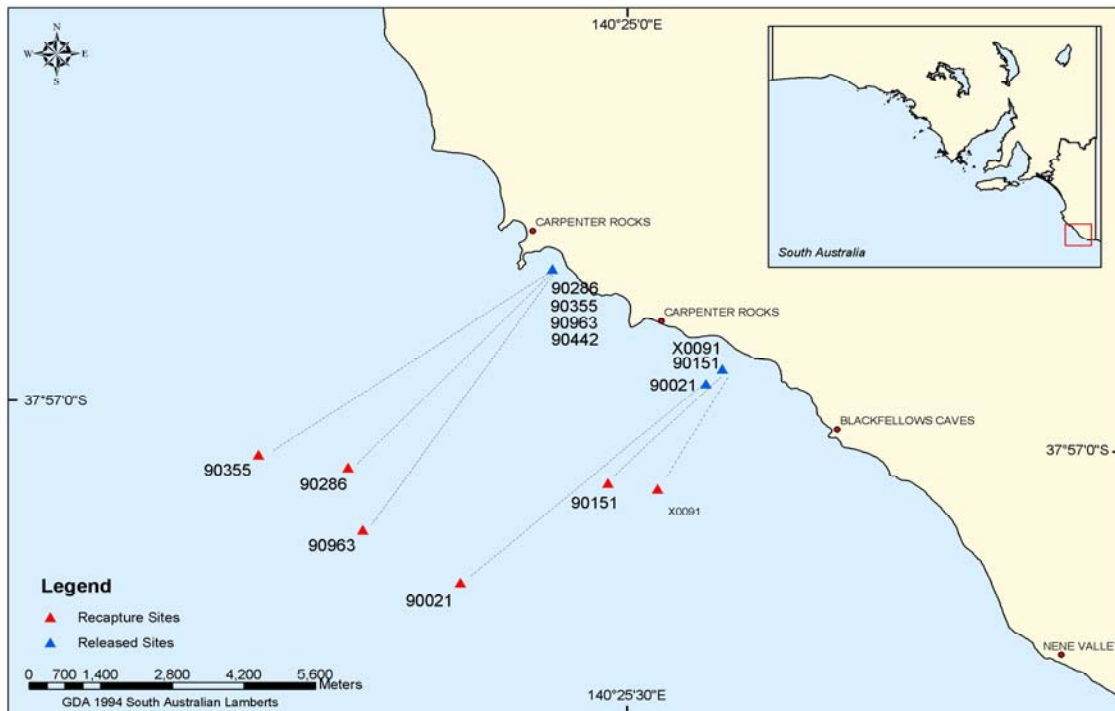 140°25'0"E
N
W E
S
South Australia
CARPENTER ROCKS
90286
90355
90963
90442
CARPENTER ROCKS
X0091
90151
90021
37°57'0"S
BLACKFELLOWS CAVES
37°57'0"S
90355
90286
90151
X0091
90963
90021
Legend
Recapture Sites
Released Sites
NENE VALLEY
0 700 1,400 2,800 4,200 5,600
Meters
GDA 1994 South Australian Lamberts
140°25'30"E